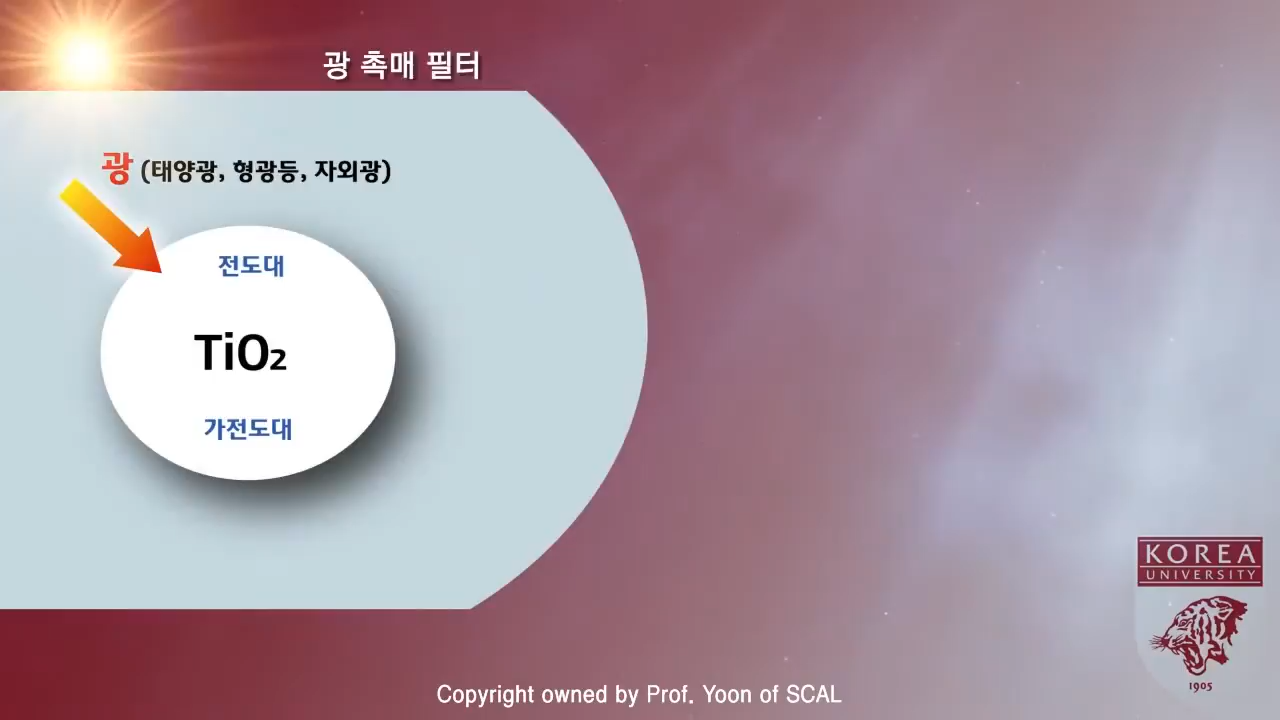 광 촉매 필터
광 (태양광, 형광등, 자외광)
전도대
TiO₂
가전도대
KOREA
UNIVERSITY
1905
Copyright owned by Prof. Yoon of SCAL